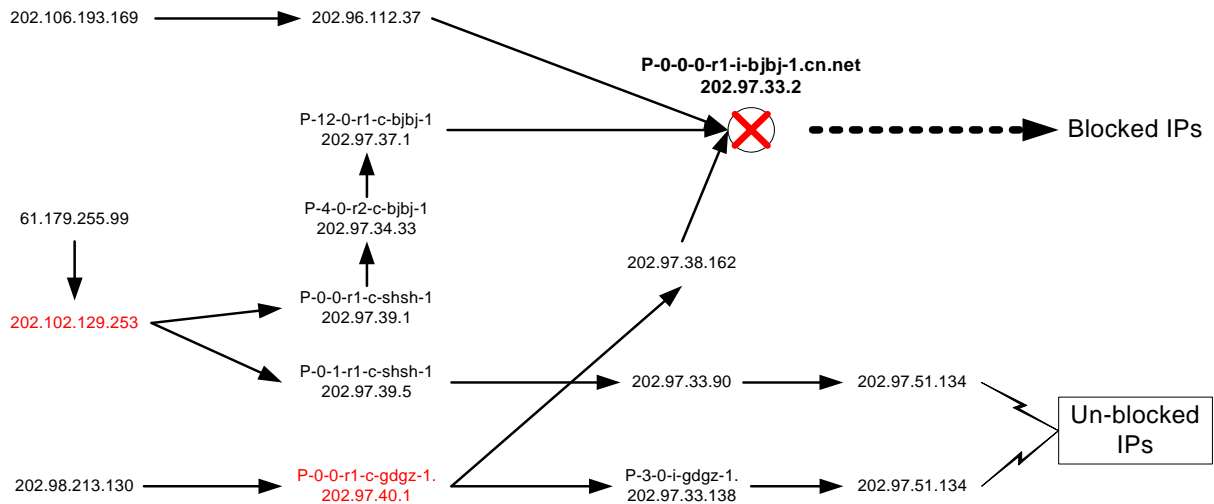 202.106.193.169
202.96.112.37
P-0-0-0-r1-i-bjbj-1.cn.net
202.97.33.2
P-12-0-r1-c-bjbj-1
202.97.37.1
Blocked IPs
61.179.255.99
P-4-0-r2-c-bjbj-1
202.97.34.33
202.97.38.162
202.102.129.253
P-0-0-r1-c-shsh-1
202.97.39.1
P-0-1-r1-c-shsh-1
202.97.39.5
202.97.33.90
202.97.51.134
Un-blocked
IPs
202.98.213.130
P-0-0-r1-c-gdgz-1.
202.97.40.1
P-3-0-i-gdgz-1.
202.97.33.138
202.97.51.134